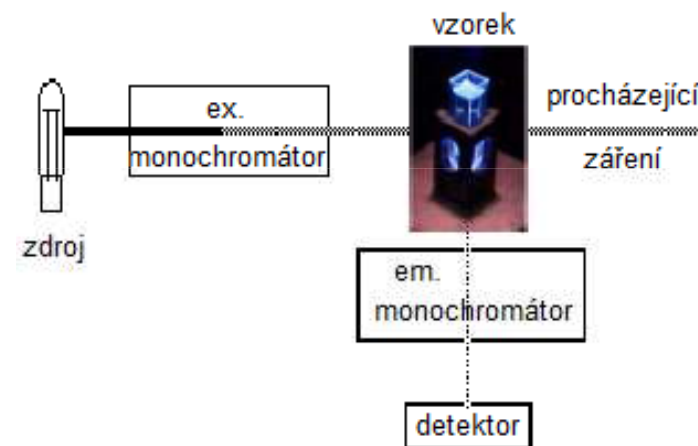 vzorek
ex.
monochromátor
procházející
záření
zdroj
em.
monochromátor
detektor